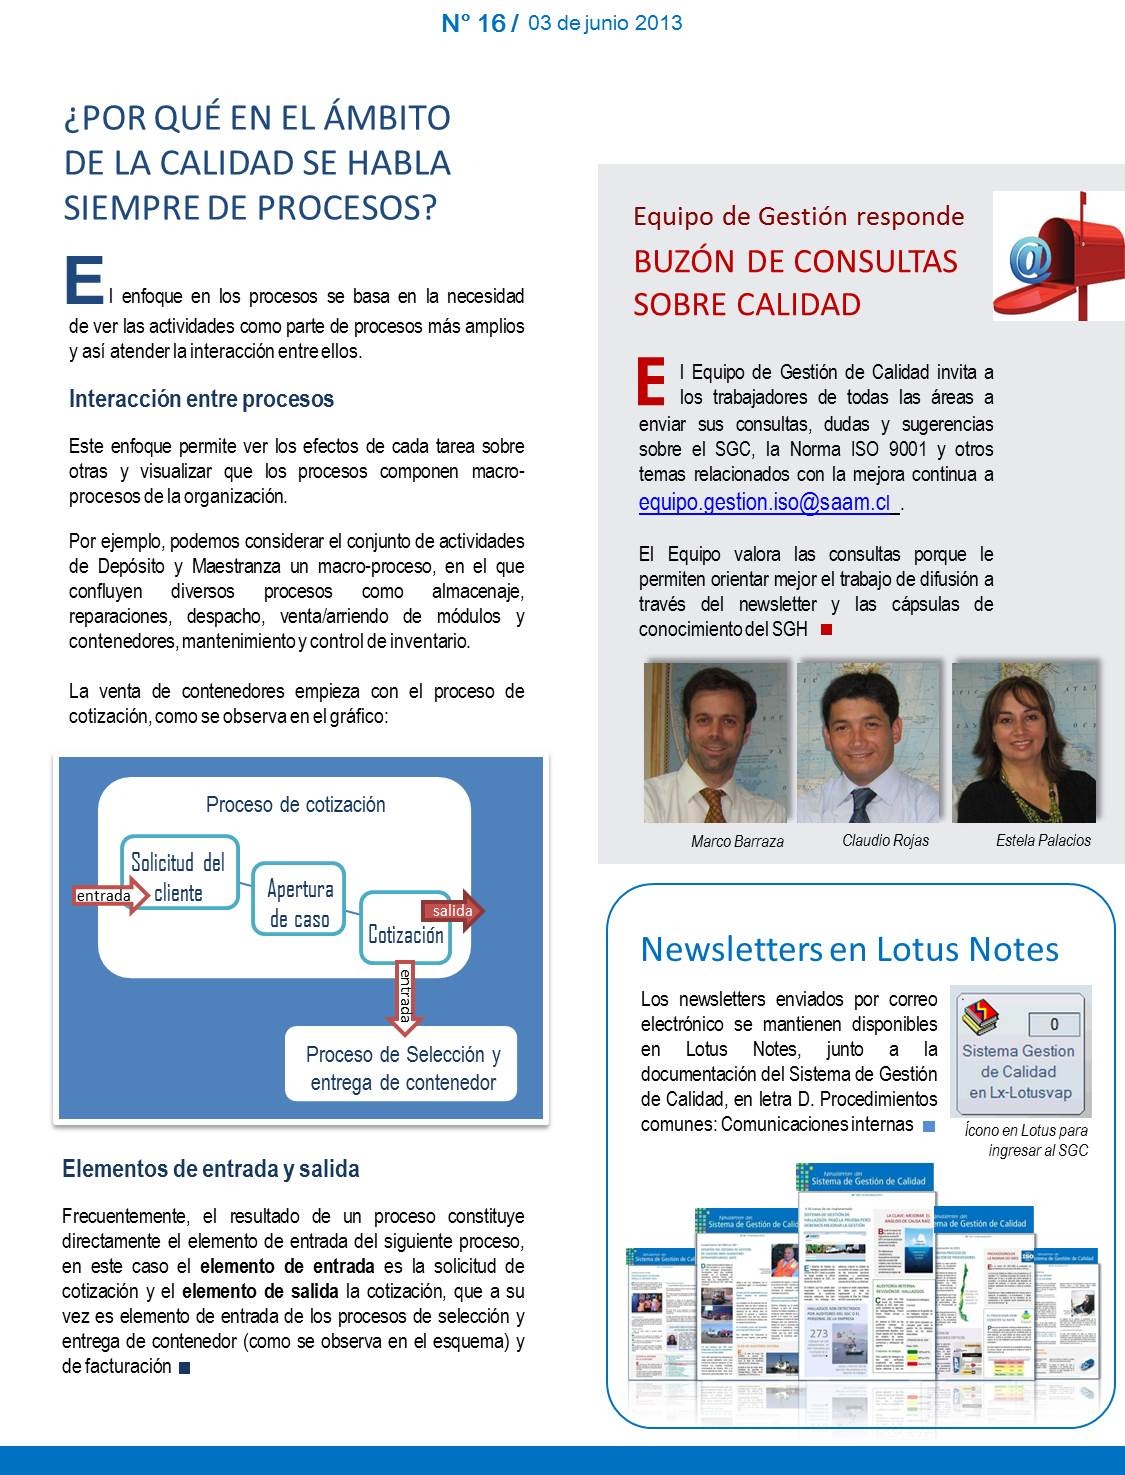 N° 16 / 03 de junio 2013
¿POR QUÉ EN EL ÁMBITO
DE LA CALIDAD SE HABLA
SIEMPRE DE PROCESOS?
El enfoque en los procesos se basa en la necesidad
de ver las actividades como parte de procesos más amplios
y así atender la interacción entre ellos.
Interacción entre procesos
Este enfoque permite ver los efectos de cada tarea sobre
otras y visualizar que los procesos componen macro-
procesos de la organización.
Por ejemplo, podemos considerar el conjunto de actividades
de Depósito y Maestranza un macro-proceso, en el que
confluyen diversos procesos como almacenaje,
reparaciones, despacho, venta/arriendo de módulos y
contenedores, mantenimiento y control de inventario.
La venta de contenedores empieza con el proceso de
cotización, como se observa en el gráfico:
Proceso de cotización
entrada
Solicitud del
cliente
Apertura
de caso
Cotización
salida
entrada
Proceso de Selección y
entrega de contenedor
Elementos de entrada y salida
Frecuentemente, el resultado de un proceso constituye
directamente el elemento de entrada del siguiente proceso,
en este caso el elemento de entrada es la solicitud de
cotización y el elemento de salida la cotización, que a su
vez es elemento de entrada de los procesos de selección y
entrega de contenedor (como se observa en el esquema) y
de facturación
Equipo de Gestión responde
BUZÓN DE CONSULTAS
SOBRE CALIDAD
@
El Equipo de Gestión de Calidad invita a
los trabajadores de todas las áreas a
enviar sus consultas, dudas y sugerencias
sobre el SGC, la Norma ISO 9001 y otros
temas relacionados con la mejora continua a
equipo.gestion.iso@saam.cl .
El Equipo valora las consultas porque le
permiten orientar mejor el trabajo de difusión a
través del newsletter y las cápsulas de
conocimiento del SGH
Marco Barraza
Claudio Rojas
Estela Palacios
Newsletters en Lotus Notes
Los newsletters enviados por correo
electrónico se mantienen disponibles
en Lotus Notes, junto a la
documentación del Sistema de Gestión
de Calidad, en letra D. Procedimientos
comunes: Comunicaciones internas
0
Sistema Gestion
de Calidad
en Lx-Lotusvap
Ícono en Lotus para
ingresar al SGC
Newsletter del
Sistema de Gestión de Calidad
273